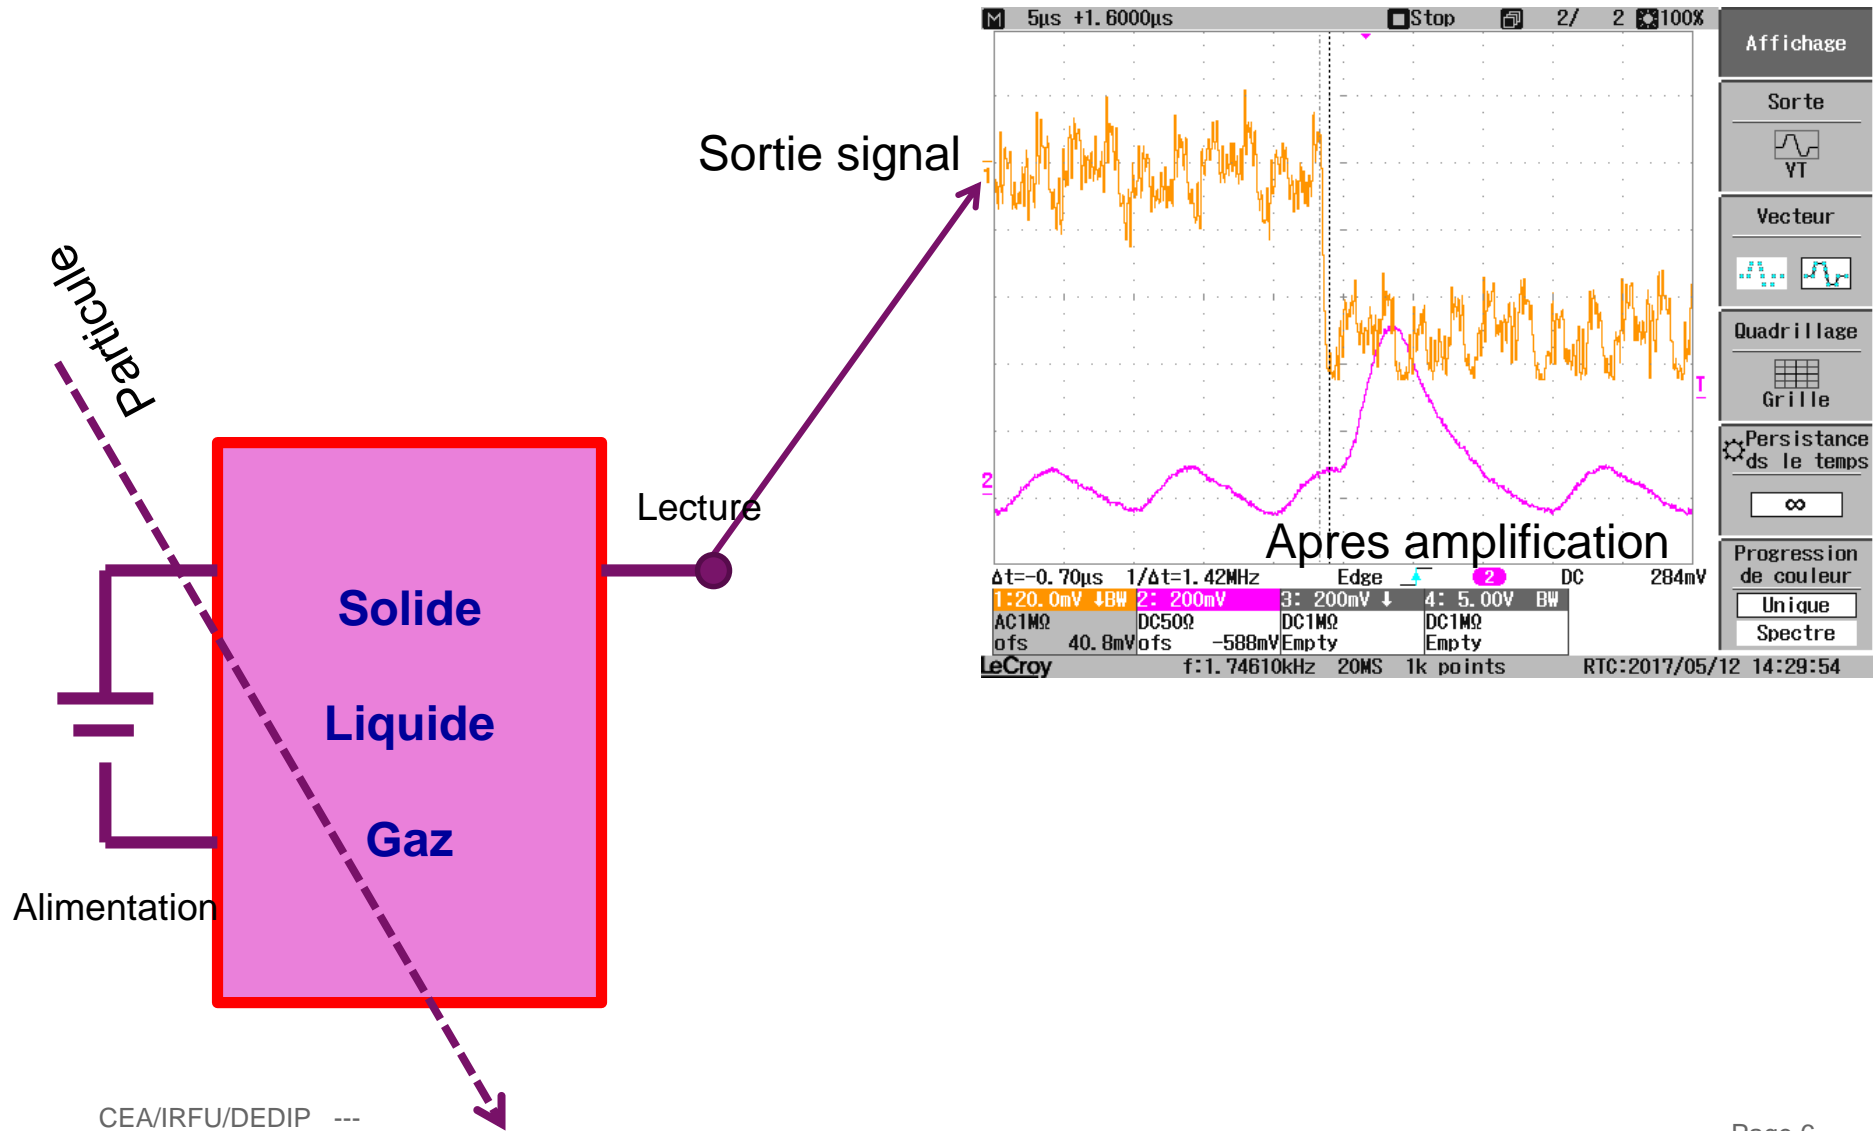 5µs +1.6000µs
Stop
2/ 2
100%
Affichage
Sorte
YT
Vecteur
Quadrillage
Grille
Persistance
ds le temps
∞
Progression
de couleur
Unique
Spectre
1
2
T
Sortie signal
Particule
Lecture
Solide
Liquide
Gaz
Alimentation
Apres amplification
Δt=-0.70µs 1/Δt=1.42MHz Edge 2 DC 284mV
1:20.0mV ↓BW 2: 200mV 3: 200mV ↓ 4: 5.00V BW
AC1MΩ DC50Ω DC1MΩ DC1MΩ
ofs 40.8mV ofs -588mV Empty Empty
LeCroy f:1.74610kHz 20MS 1k points RTC:2017/05/12 14:29:54
CEA/IRFU/DEDIP ---
Page 6